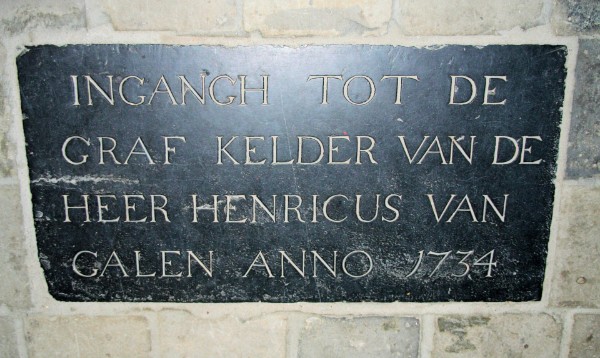 INGANGH TOT DE
GRAF KELDER VAN DE
HEER HENRICUS VAN
GALEN ANNO 1734